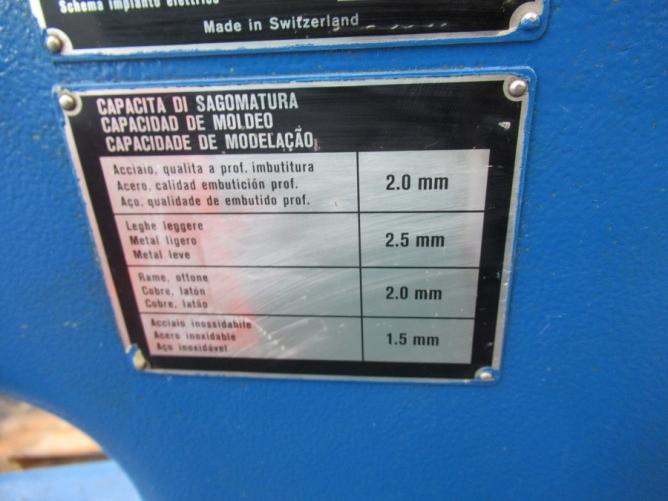 Schema impianto elettrico
Made in Switzerland
CAPACITA DI SAGOMATURA
CAPACIDAD DE MOLDEO
CAPACIDADE DE MODELAÇÃO
Acciaio, qualita a prof. imbutitura
Acero, calidad embutición prof.
Aço, qualidade de embutido prof.
2.0 mm
Leghe leggere
Metal ligero
Metal leve
2.5 mm
Rame, ottone
Cobre, latón
Cobre, latão
2.0 mm
Acciaio inossidabile
Acero inoxidable
Aço inoxidável
1.5 mm